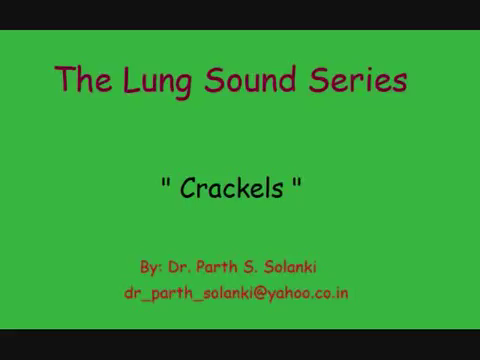 The Lung Sound Series
" Crackels "
By: Dr. Parth S. Solanki
dr_parth_solanki@yahoo.co.in